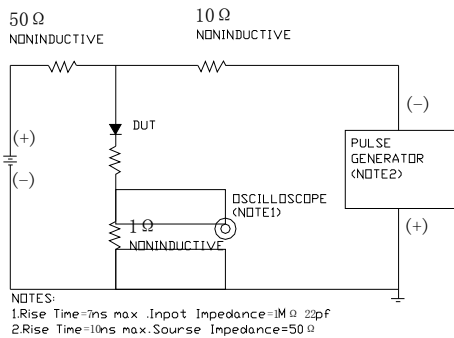 50 Ω
NONINDUCTIVE
10 Ω
NONINDUCTIVE
(+)
(-)
DUT
1 Ω
NONINDUCTIVE
OSCILLOSCOPE
(NOTE1)
(-)
PULSE
GENERATOR
(NOTE2)
(+)
NOTES:
1.Rise Time=7ns max .Inpot Impedance=1M Ω 22pf
2.Rise Time=10ns max.Sourse Impedance=50 Ω